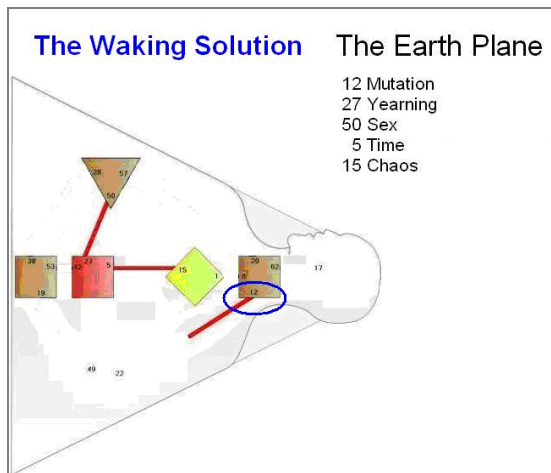 The Waking Solution
The Earth Plane
12 Mutation
27 Yearning
50 Sex
5 Time
15 Chaos
28 57
50
38
53
19
27
42 5
15
1
20
62
8
12
17
49 22